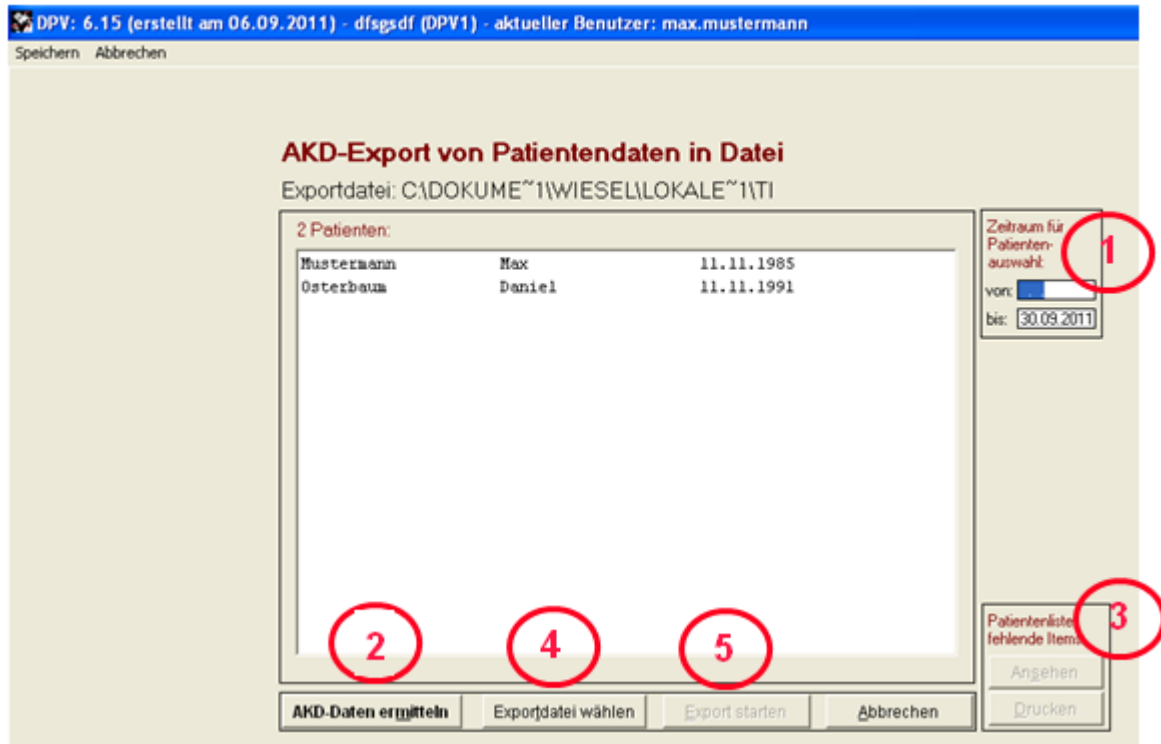 DPV: 6.15 (erstellt am 06.09.2011) - dfsgsdf (DPV1) - aktueller Benutzer: max.mustermann
Speichern Abbrechen
AKD-Export von Patientendaten in Datei
Exportdatei: C:\DOKUME~1\WIESEL\LOKALE~1\TI
2 Patienten:
Mustermann Max 11.11.1985
Osterbaum Daniel 11.11.1991
Zeitraum für
Patienten-
auswahl:
1
von: . .
bis: 30.09.2011
2
4
5
Patientenliste
fehlende Items
3
Ansehen
Drucken
AKD-Daten ermitteln Exportdatei wählen Export starten Abbrechen